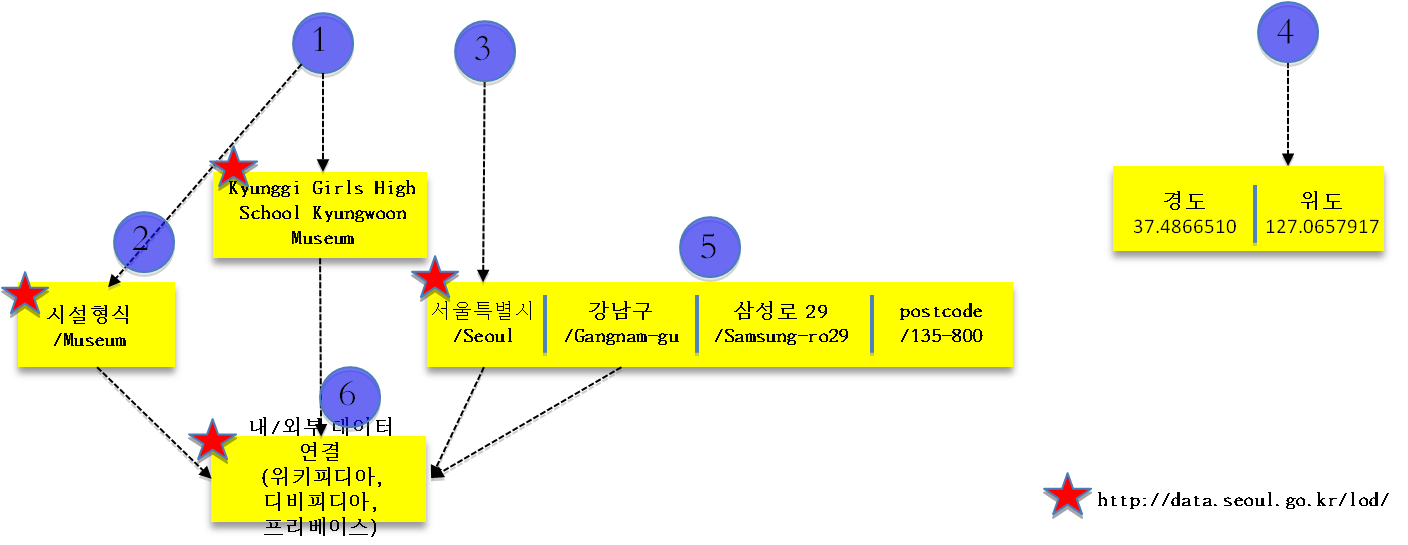 1
3
4
Kyunggi Girls High
School Kyungwoon
Museum
경도
37.4866510
위도
127.0657917
2
5
시설형식
/Museum
서울특별시
/Seoul
강남구
/Gangnam-gu
삼성로 29
/Samsung-ro29
postcode
/135-800
6
내/외부 데이터
연결
(위키피디아,
디비피디아,
프리베이스)
http://data.seoul.go.kr/lod/